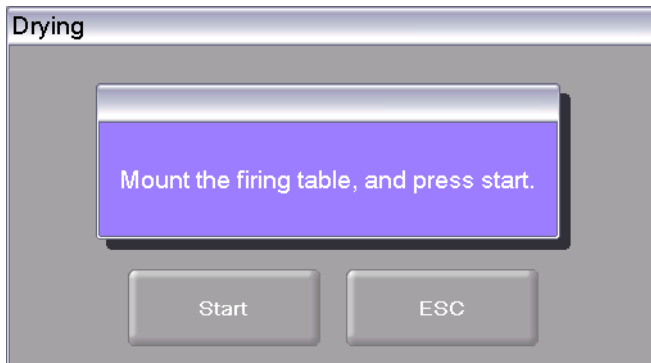 Drying
Mount the firing table, and press start.
Start
ESC